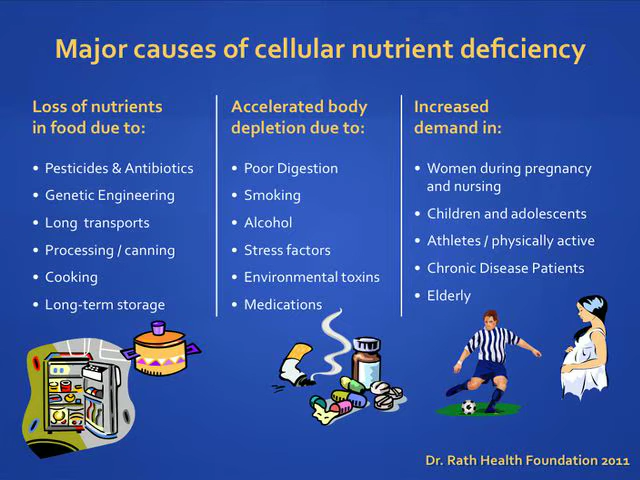 Major causes of cellular nutrient deficiency
Loss of nutrients
in food due to:
• Pesticides & Antibiotics
• Genetic Engineering
• Long transports
• Processing / canning
• Cooking
• Long-term storage
Accelerated body
depletion due to:
• Poor Digestion
• Smoking
• Alcohol
• Stress factors
• Environmental toxins
• Medications
Increased
demand in:
• Women during pregnancy
and nursing
• Children and adolescents
• Athletes / physically active
• Chronic Disease Patients
• Elderly
Dr. Rath Health Foundation 2011